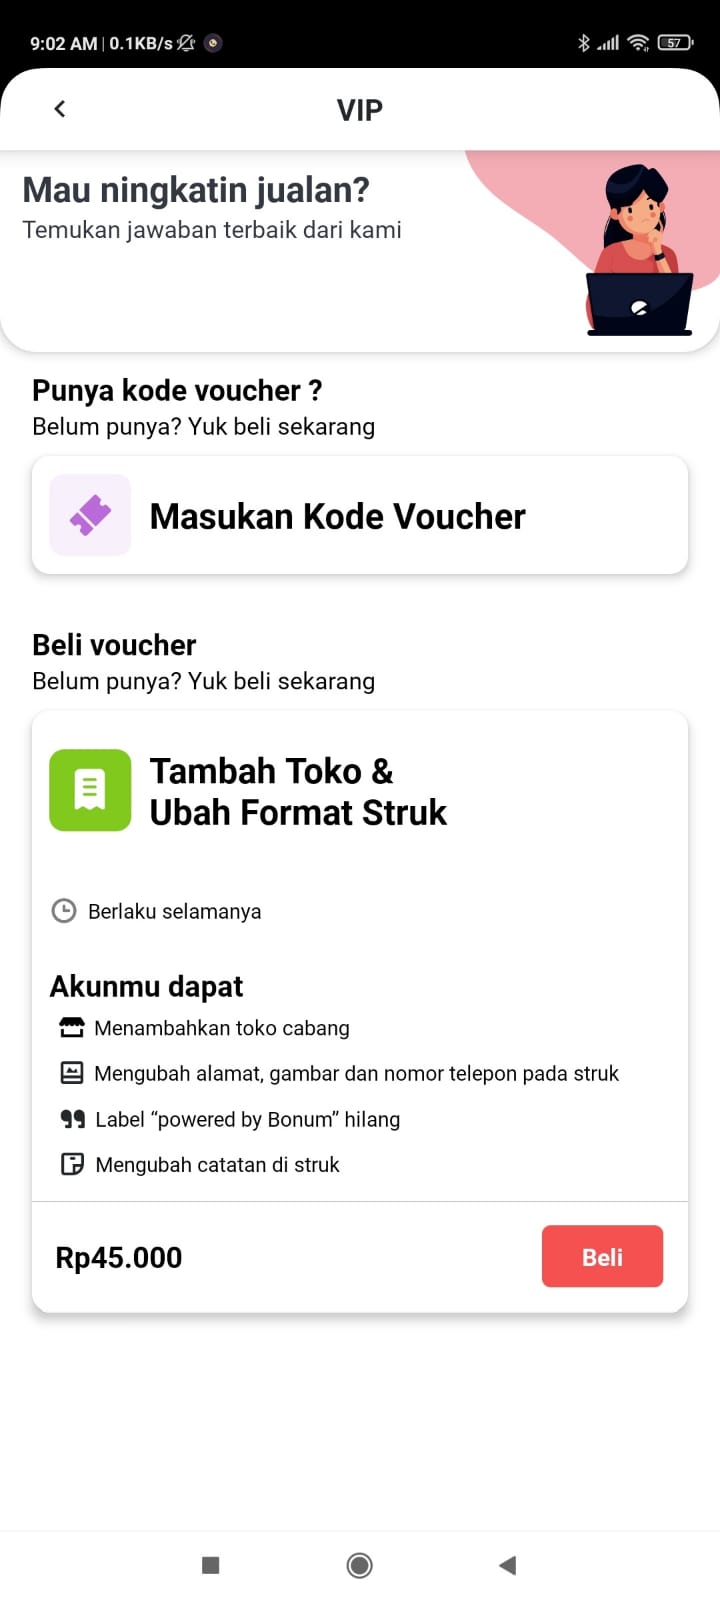 9:02 AM | 0.1KB/s
57
VIP
Mau ningkatin jualan?
Temukan jawaban terbaik dari kami
Punya kode voucher ?
Belum punya? Yuk beli sekarang
Masukan Kode Voucher
Beli voucher
Belum punya? Yuk beli sekarang
Tambah Toko &
Ubah Format Struk
Berlaku selamanya
Akunmu dapat
Menambahkan toko cabang
Mengubah alamat, gambar dan nomor telepon pada struk
Label “powered by Bonum” hilang
Mengubah catatan di struk
Rp45.000
Beli